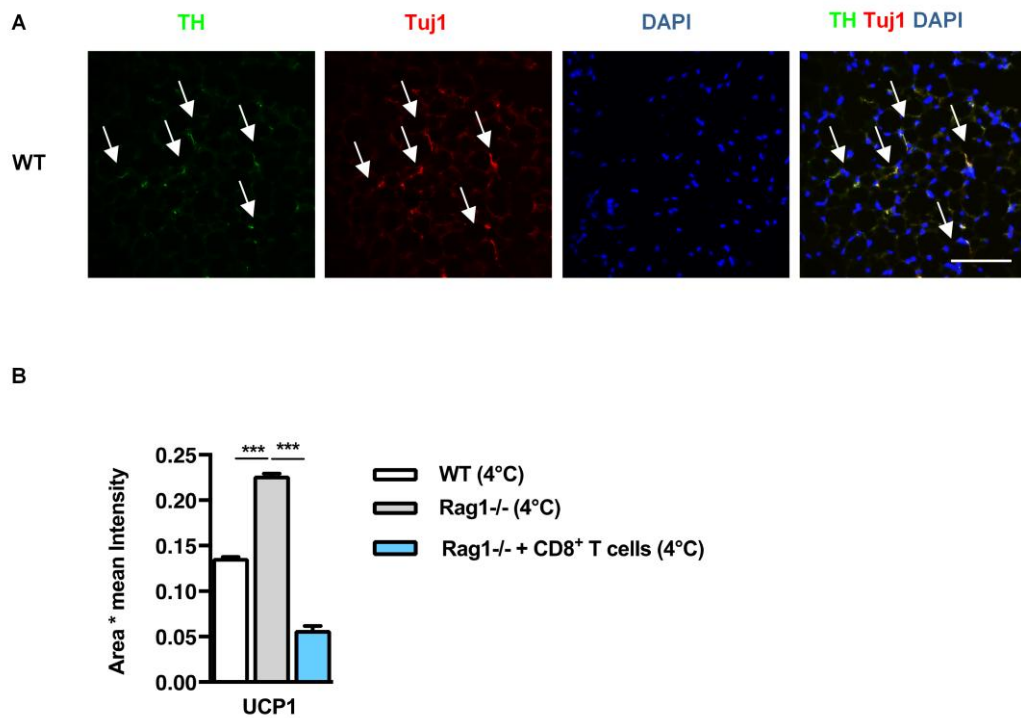 A
TH
Tuj1
DAPI
TH Tuj1 DAPI
WT
B
*** ***
0.25
0.20
0.15
0.10
0.05
0.00
Area * mean Intensity
UCP1
WT (4°C)
Rag1-/- (4°C)
Rag1-/- + CD8⁺ T cells (4°C)